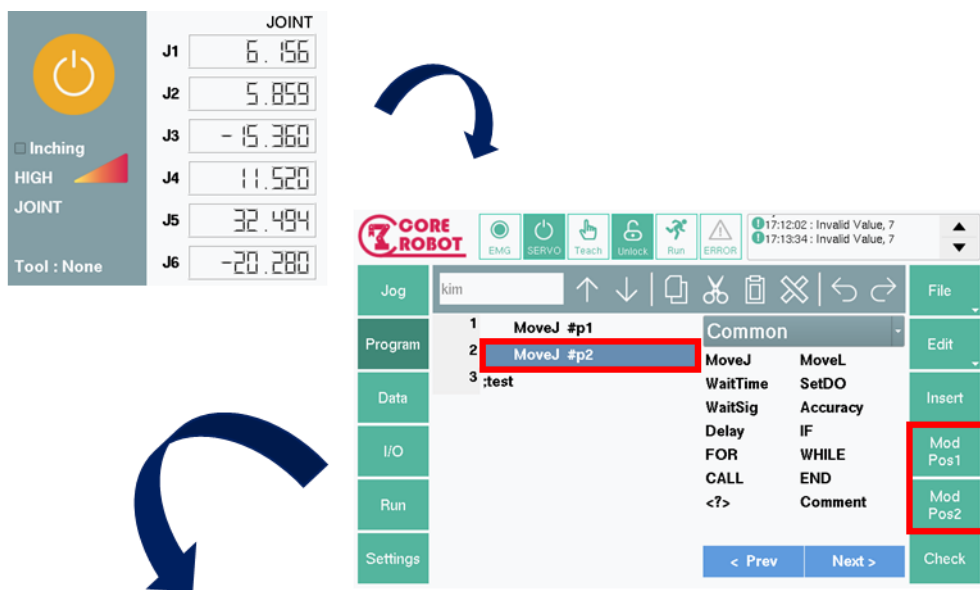 JOINT
J1 6.156
J2 5.859
J3 -15.360
J4 11.520
J5 32.494
J6 -20.280
Inching
HIGH
JOINT
Tool : None
CORE
ROBOT
EMG SERVO Teach Unlock Run ERROR
17:12:02 : Invalid Value, 7
17:13:34 : Invalid Value, 7
Jog
Program
Data
I/O
Run
Settings
kim
1 MoveJ #p1
2 MoveJ #p2
3 ;test
Common
MoveJ MoveL
WaitTime SetDO
WaitSig Accuracy
Delay IF
FOR WHILE
CALL END
<?> Comment
< Prev Next >
File
Edit
Insert
Mod
Pos1
Mod
Pos2
Check